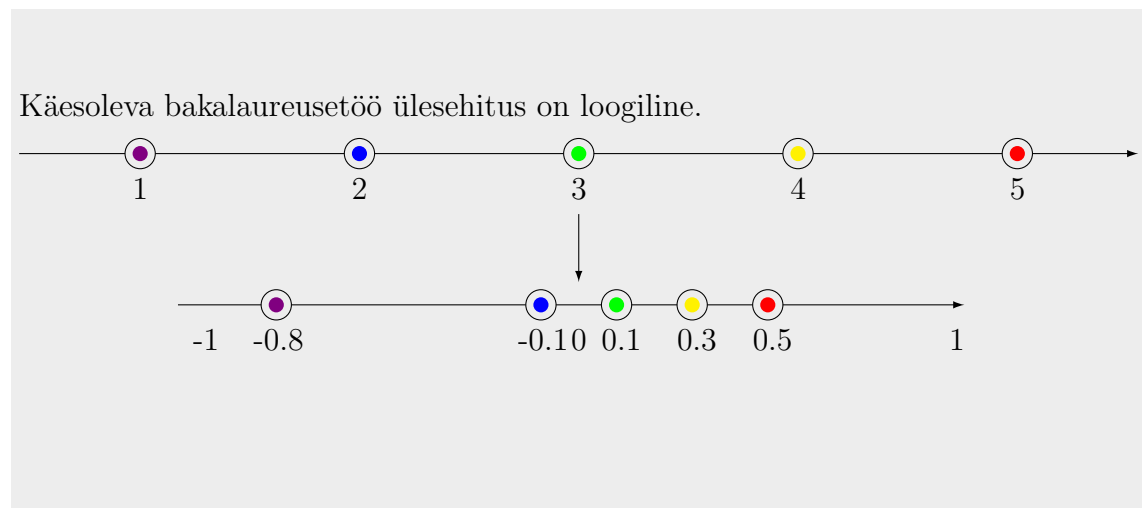 Käesoleva bakalaureusetöö ülesehitus on loogiline.
1 2 3 4 5
-1 -0.8 -0.10 0.1 0.3 0.5 1